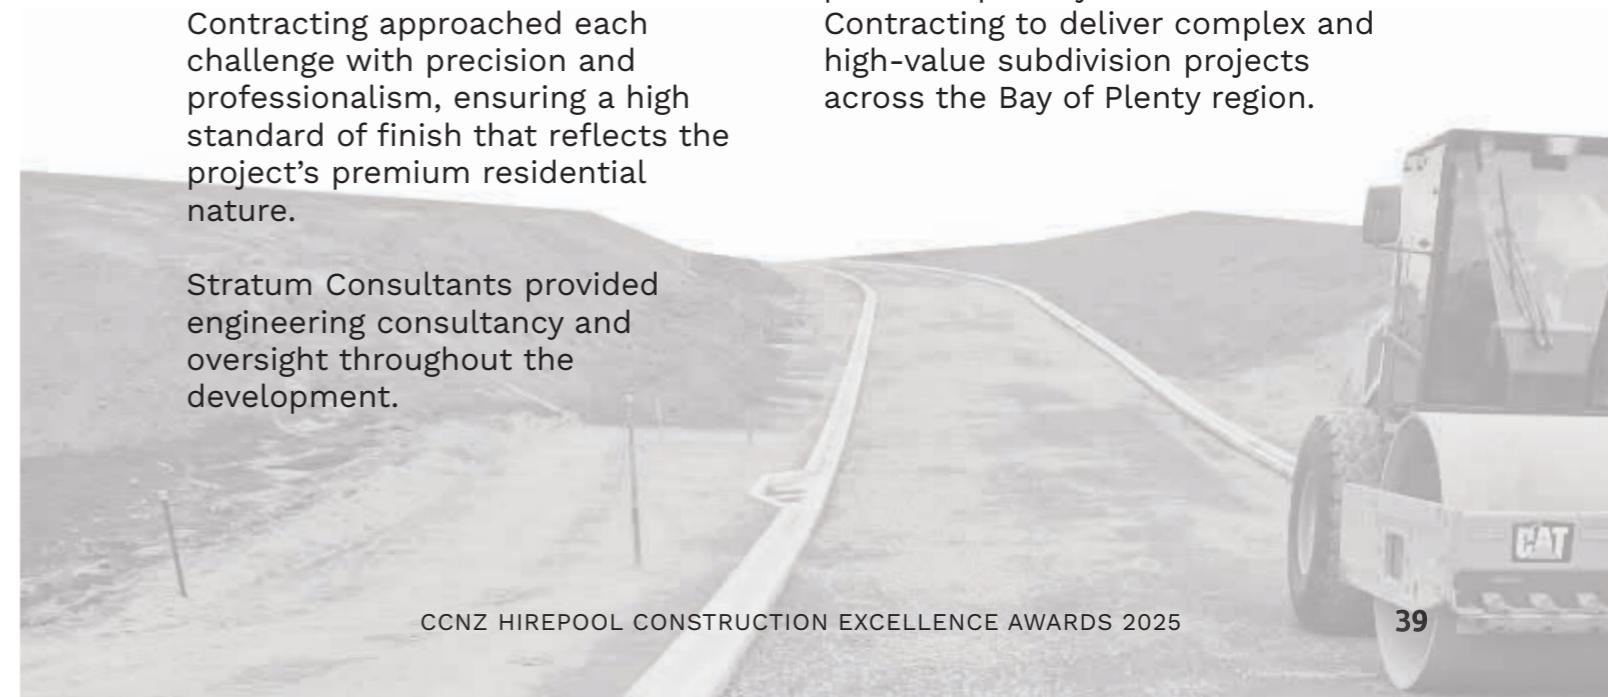 Contracting approached each
challenge with precision and
professionalism, ensuring a high
standard of finish that reflects the
project’s premium residential
nature.
Stratum Consultants provided
engineering consultancy and
oversight throughout the
development.
Contracting to deliver complex and
high-value subdivision projects
across the Bay of Plenty region.
CAT
CCNZ HIREPOOL CONSTRUCTION EXCELLENCE AWARDS 2025
39